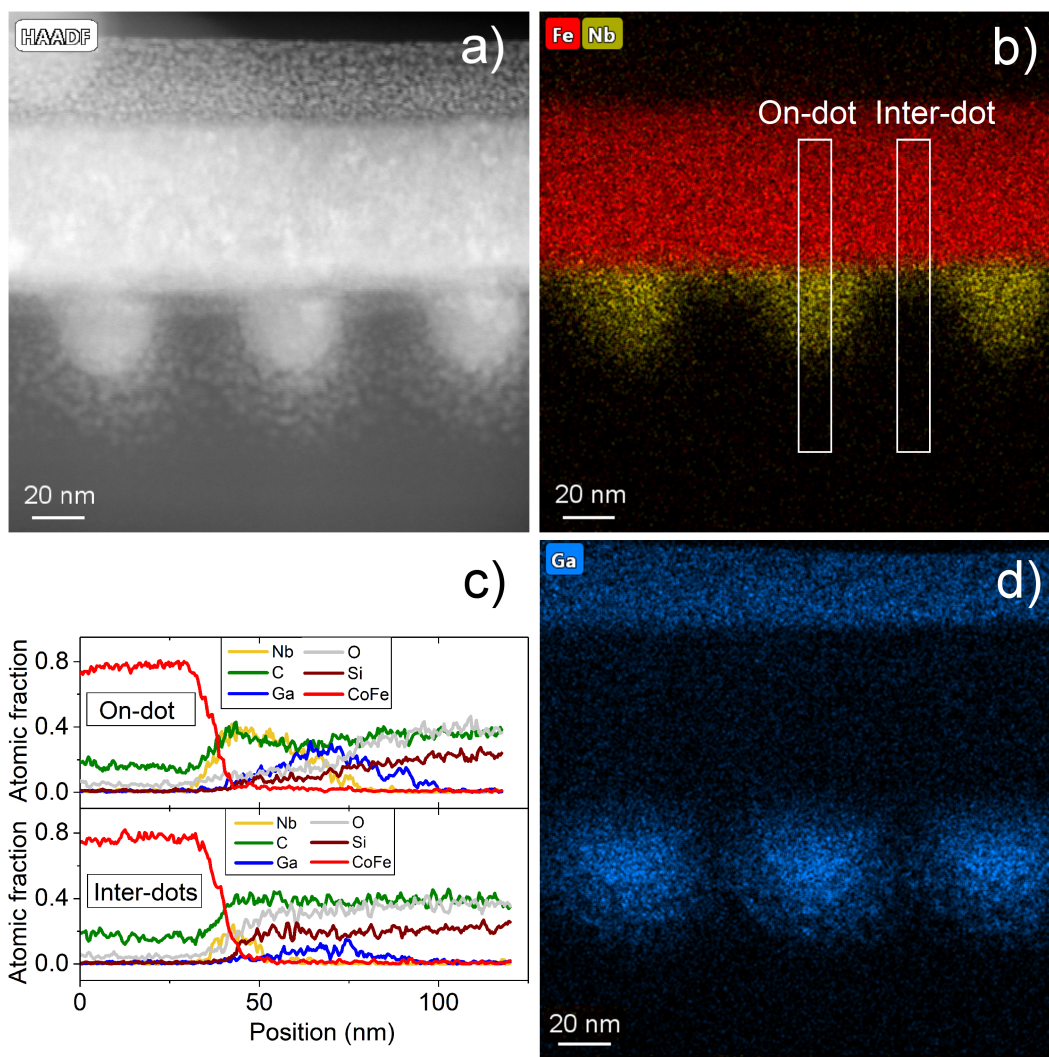 HAADF
a)
20 nm
Fe Nb
b)
On-dot Inter-dot
20 nm
c)
Atomic fraction
0.8
0.4
0.0
On-dot
Nb O
C Si
Ga CoFe
Atomic fraction
0.8
0.4
0.0
Inter-dots
Nb O
C Si
Ga CoFe
0 50 100
Position (nm)
Ga
d)
20 nm